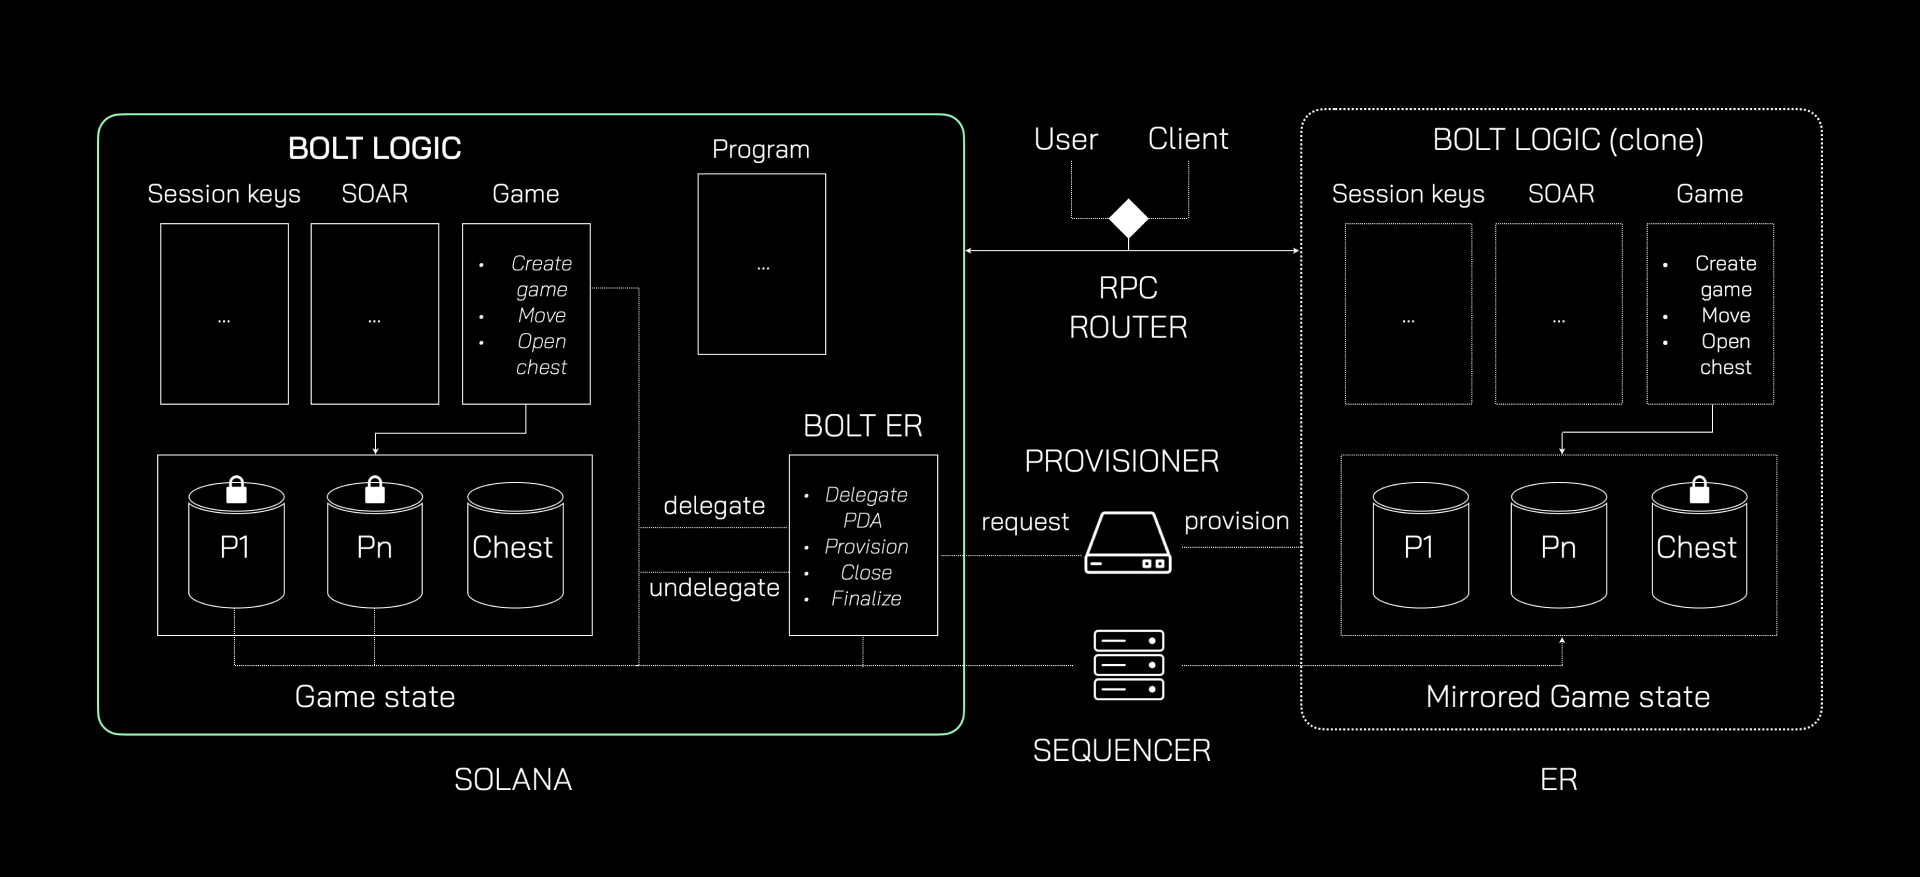 BOLT LOGIC
Program
Session keys
SOAR
Game
...
...
• Create
game
• Move
• Open
chest
...
BOLT ER
P1
Pn
Chest
delegate
undelegate
• Delegate
PDA
• Provision
• Close
• Finalize
Game state
SOLANA
User
Client
RPC
ROUTER
PROVISIONER
request
provision
SEQUENCER
BOLT LOGIC (clone)
Session keys
SOAR
Game
...
...
• Create
game
• Move
• Open
chest
P1
Pn
Chest
Mirrored Game state
ER